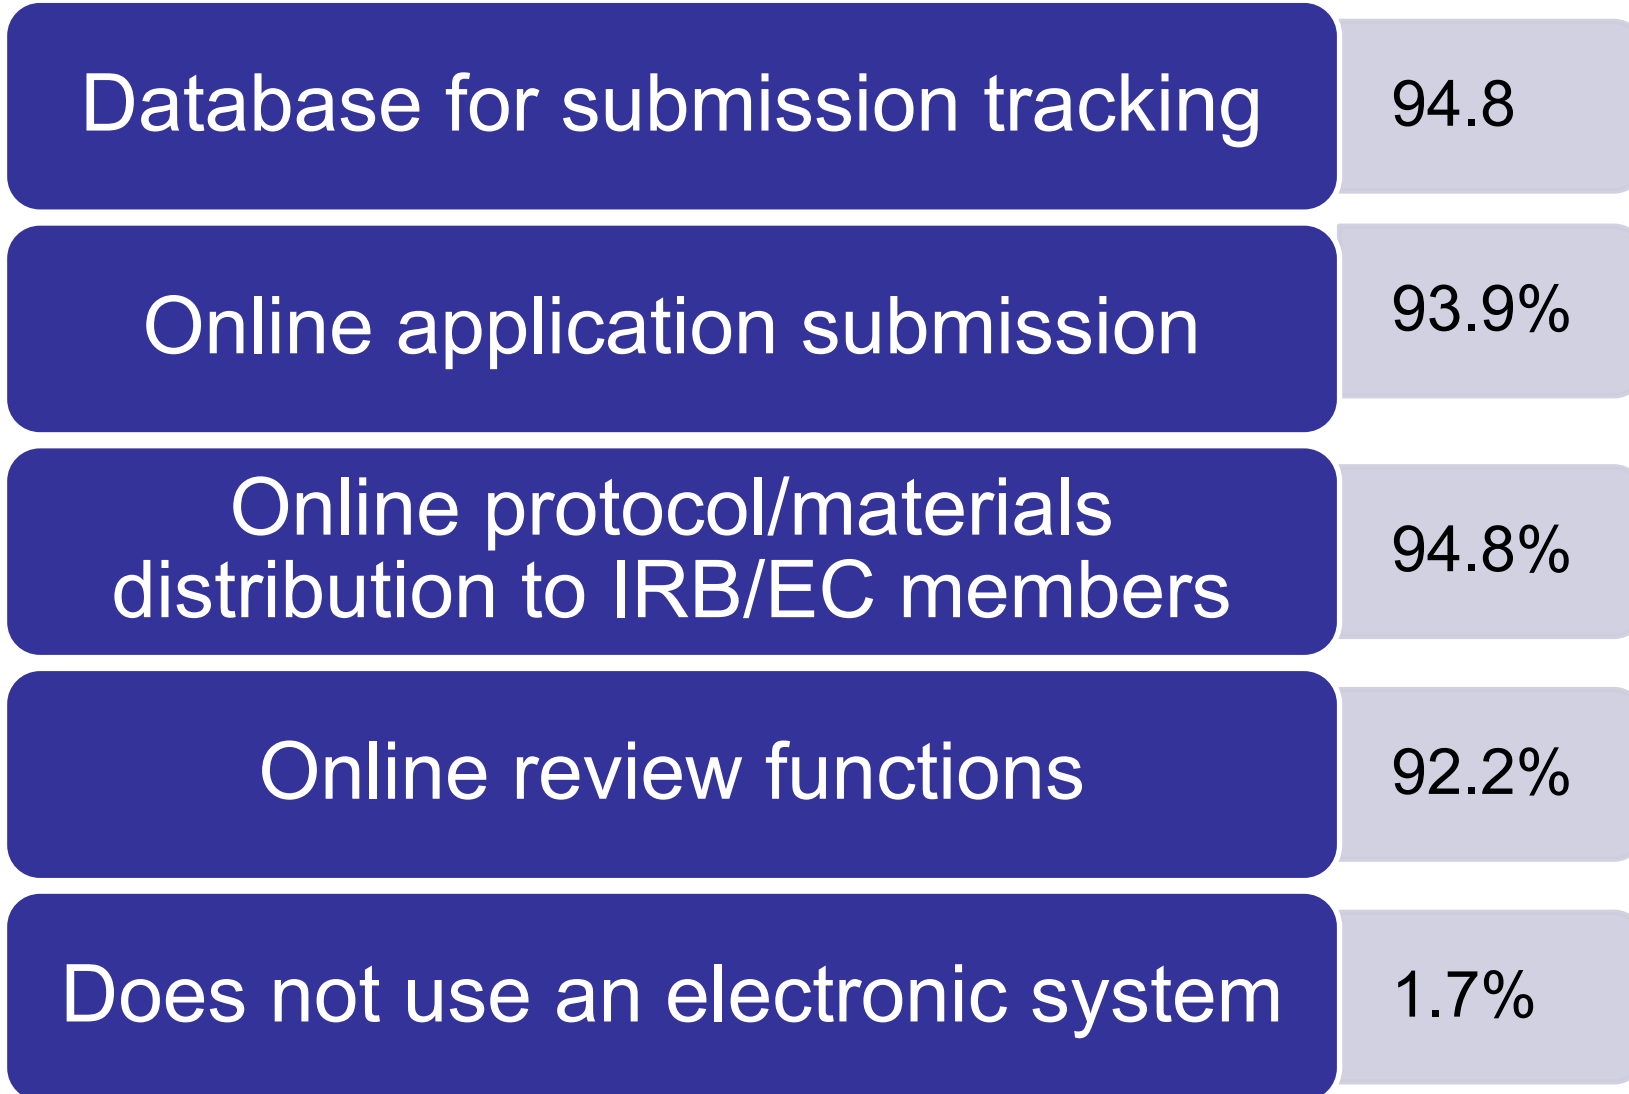 Database for submission tracking
94.8
Online application submission
93.9%
Online protocol/materials
distribution to IRB/EC members
94.8%
Online review functions
92.2%
Does not use an electronic system
1.7%